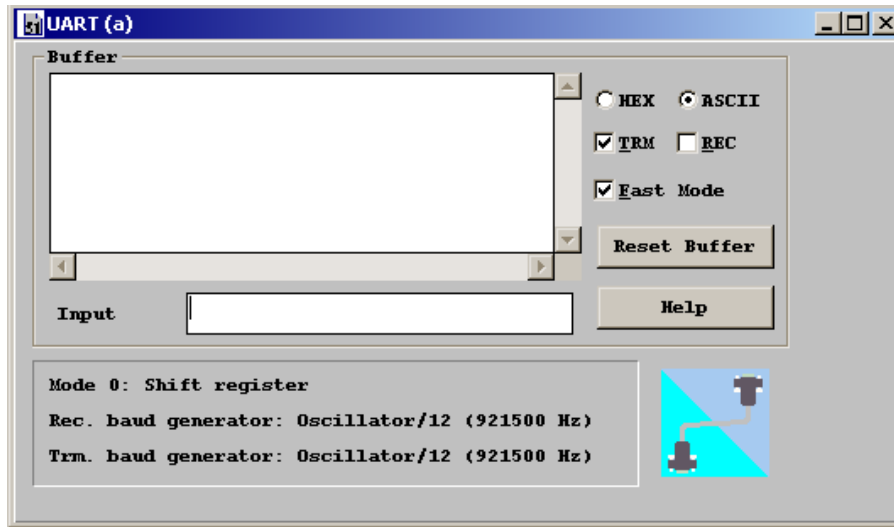 UART (a)
Buffer
HEX ASCII
TRM REC
Fast Mode
Reset Buffer
Input
Help
Mode 0: Shift register
Rec. baud generator: Oscillator/12 (921500 Hz)
Trm. baud generator: Oscillator/12 (921500 Hz)